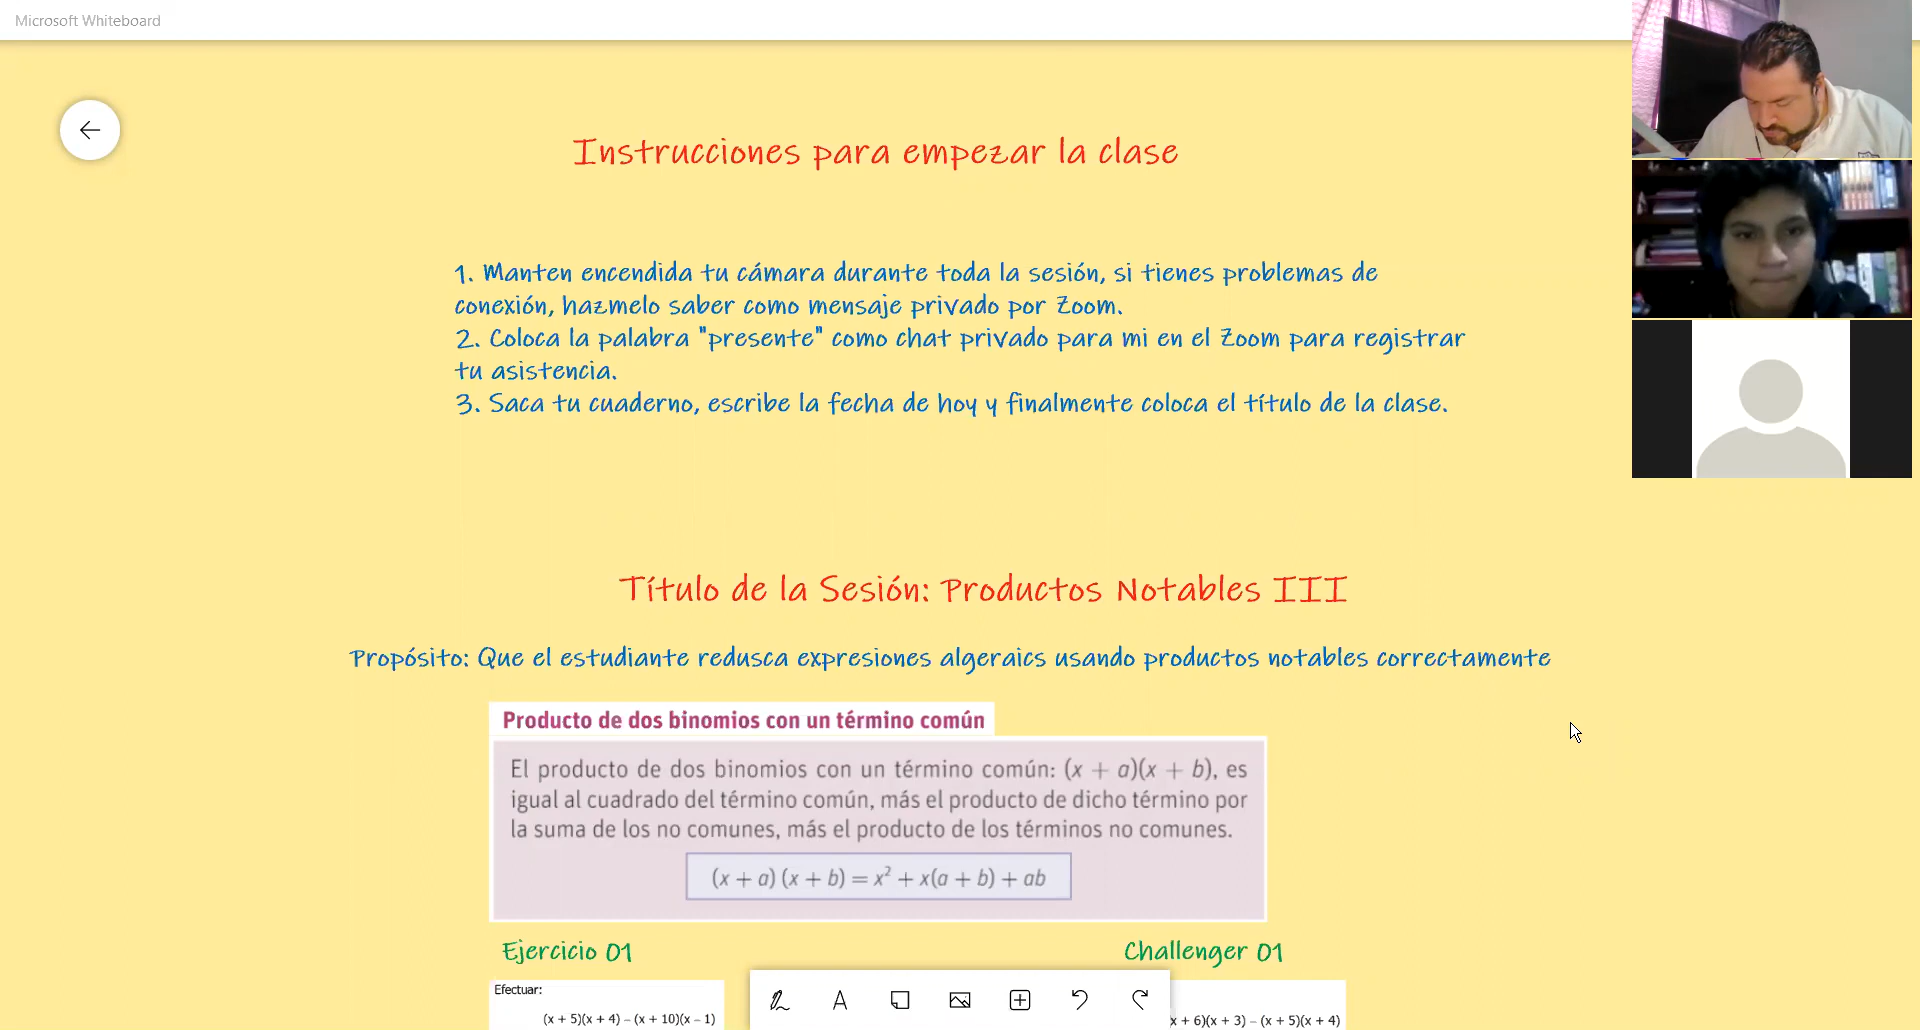 Microsoft Whiteboard
Instrucciones para empezar la clase
1. Manten encendida tu cámara durante toda la sesión, si tienes problemas de
conexión, hazmelo saber como mensaje privado por Zoom.
2. Coloca la palabra "presente" como chat privado para mi en el Zoom para registrar
tu asistencia.
3. Saca tu cuaderno, escribe la fecha de hoy y finalmente coloca el título de la clase.
Título de la Sesión: Productos Notables III
Propósito: Que el estudiante redusca expresiones algeraics usando productos notables correctamente
Producto de dos binomios con un término común
El producto de dos binomios con un término común: (x + a)(x + b), es
igual al cuadrado del término común, más el producto de dicho término por
la suma de los no comunes, más el producto de los términos no comunes.
(x + a) (x + b) = x² + x(a + b) + ab
Ejercicio 01
Challenger 01
Efectuar:
(x + 5)(x + 4) – (x + 10)(x – 1)
x + 6)(x + 3) – (x + 5)(x + 4)